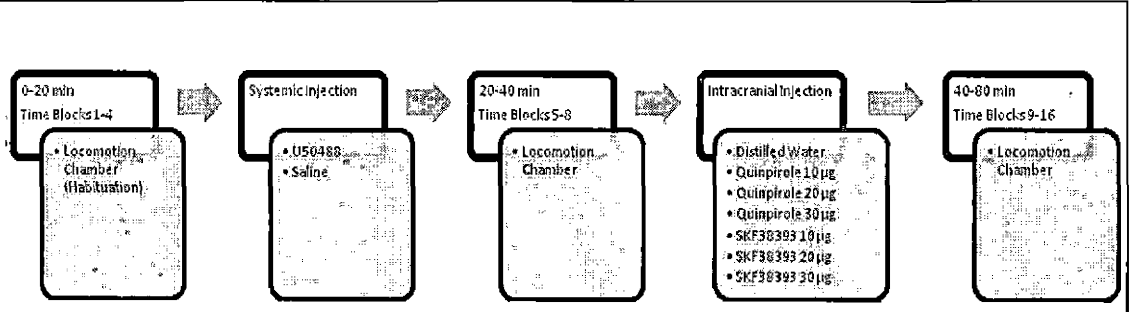 0-20 min
Time Blocks 1-4
• Locomotion
Chamber
(Habituation)
Systemic Injection
• U50488
• Saline
20-40 min
Time Blocks 5-8
• Locomotion
Chamber
Intracranial Injection
• Distilled Water
• Quinpirole 10 µg
• Quinpirole 20 µg
• Quinpirole 30 µg
• SKF38393 10 µg
• SKF38393 20 µg
• SKF38393 30 µg
40-80 min
Time Blocks 9-16
• Locomotion
Chamber